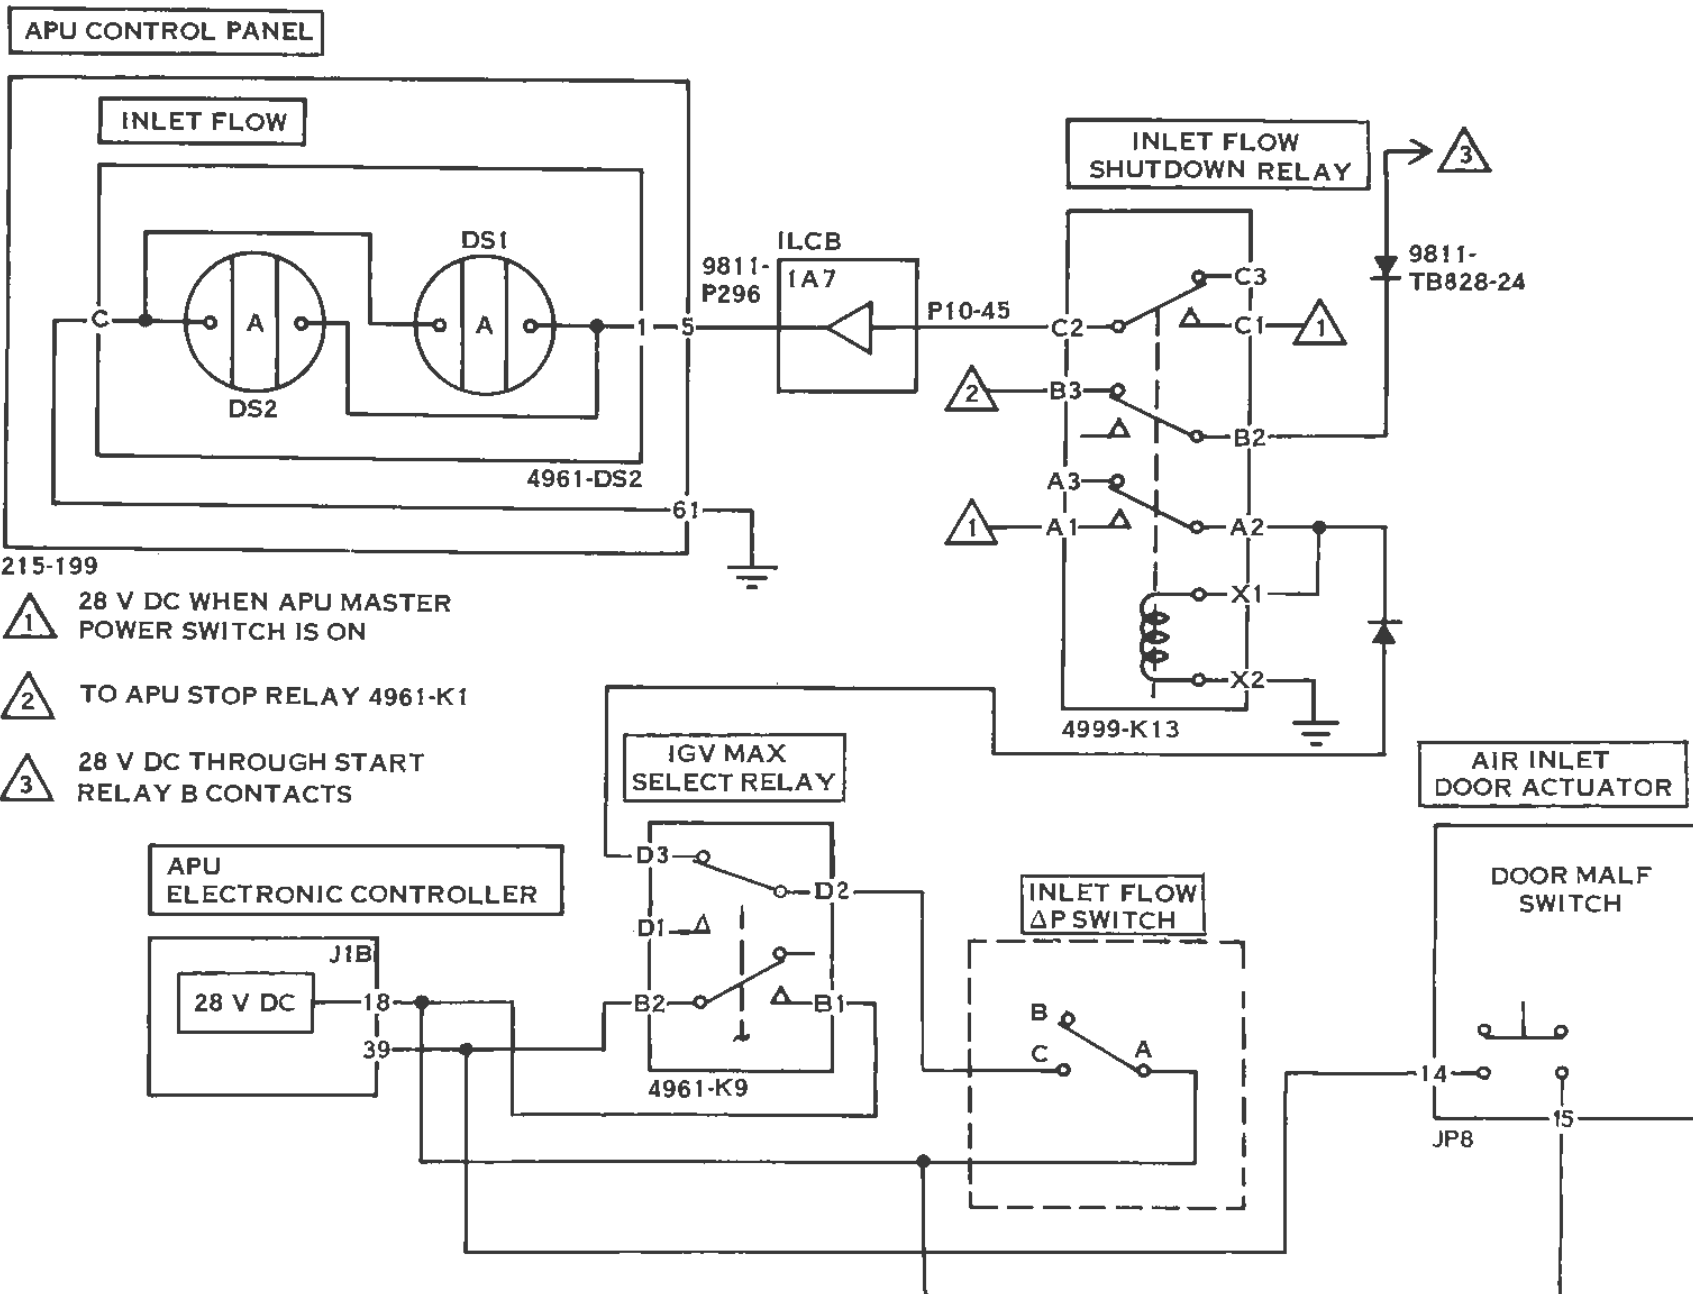 APU CONTROL PANEL
INLET FLOW
DS1
C
A
A
1
5
DS2
4961-DS2
61
215-199
9811-
P296
ILCB
1A7
P10-45
INLET FLOW
SHUTDOWN RELAY
3
9811-
TB828-24
C3
C2
C1
1
2
B3
B2
A3
1
A1
A2
X1
X2
4999-K13
1
28 V DC WHEN APU MASTER
POWER SWITCH IS ON
2
TO APU STOP RELAY 4961-K1
3
28 V DC THROUGH START
RELAY B CONTACTS
IGV MAX
SELECT RELAY
D3
D2
D1
B2
B1
4961-K9
APU
ELECTRONIC CONTROLLER
J1B
28 V DC
18
39
INLET FLOW
ΔP SWITCH
B
C
A
AIR INLET
DOOR ACTUATOR
DOOR MALF
SWITCH
14
15
JP8